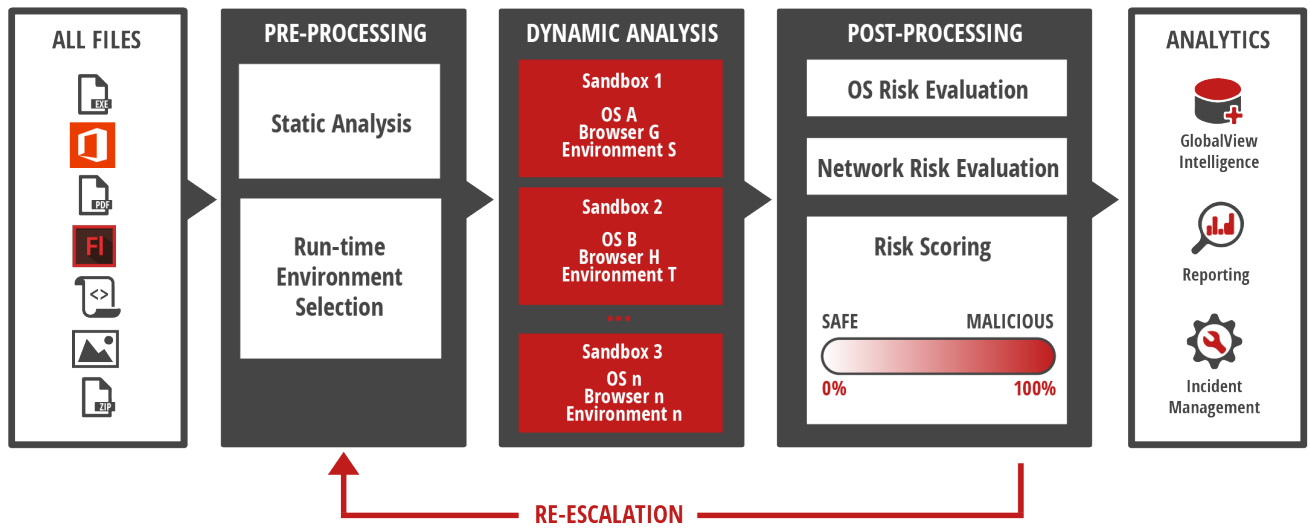 ALL FILES
EXE
PDF
Fl
<>
ZIP
PRE-PROCESSING
Static Analysis
Run-time
Environment
Selection
DYNAMIC ANALYSIS
Sandbox 1
OS A
Browser G
Environment S
Sandbox 2
OS B
Browser H
Environment T
***
Sandbox 3
OS n
Browser n
Environment n
POST-PROCESSING
OS Risk Evaluation
Network Risk Evaluation
Risk Scoring
SAFE MALICIOUS
0% 100%
ANALYTICS
GlobalView
Intelligence
Reporting
Incident
Management
RE-ESCALATION